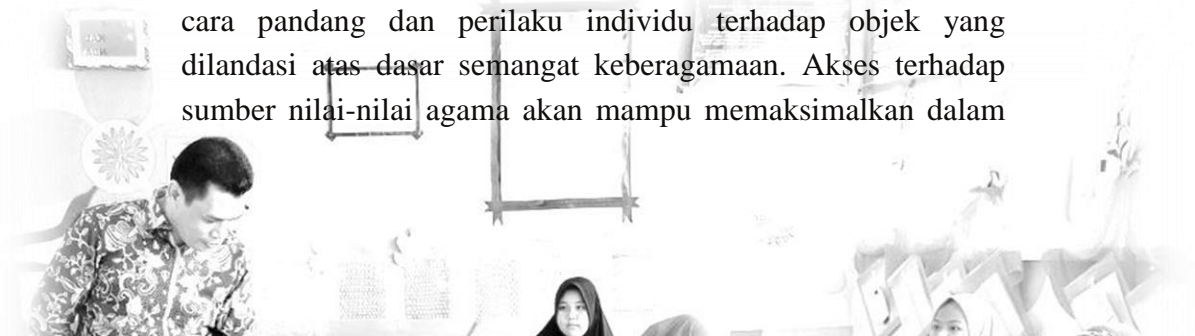 cara pandang dan perilaku individu terhadap objek yang
dilandasi atas dasar semangat keberagamaan. Akses terhadap
sumber nilai-nilai agama akan mampu memaksimalkan dalam